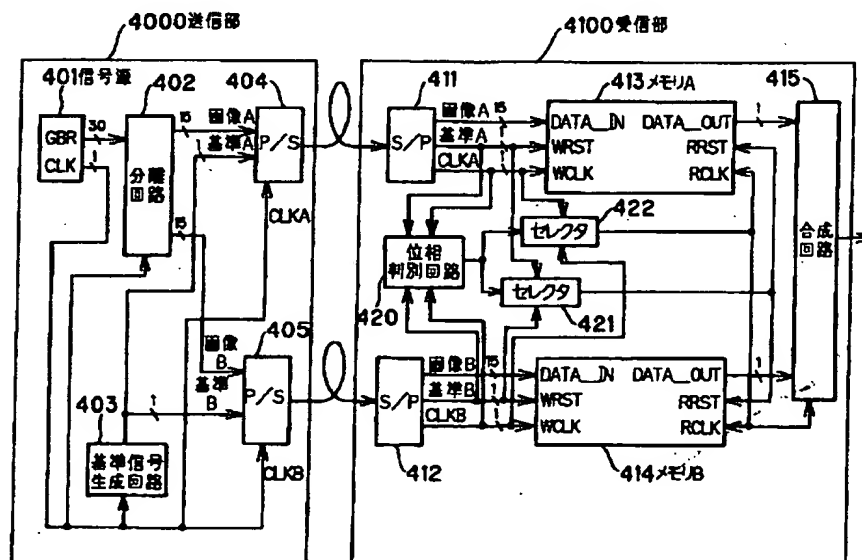 4000送信部
401信号源
GBR
CLK
30
1
402
分離
回路
15
15
画像A
基準A
1
404
P/S
CLKA
画像
B
基準
B
1
405
P/S
CLKB
403
基準信号
生成回路
4100受信部
411
S/P
画像A
15
基準A
1
CLKA
1
413メモリA
DATA_IN
DATA_OUT
WRST
RRST
WCLK
RCLK
1
415
合成
回路
420
位相
判別回路
422
セレクタ
セレクタ
421
412
S/P
画像B
15
基準B
1
CLKB
1
DATA_IN
DATA_OUT
WRST
RRST
WCLK
RCLK
1
414メモリB